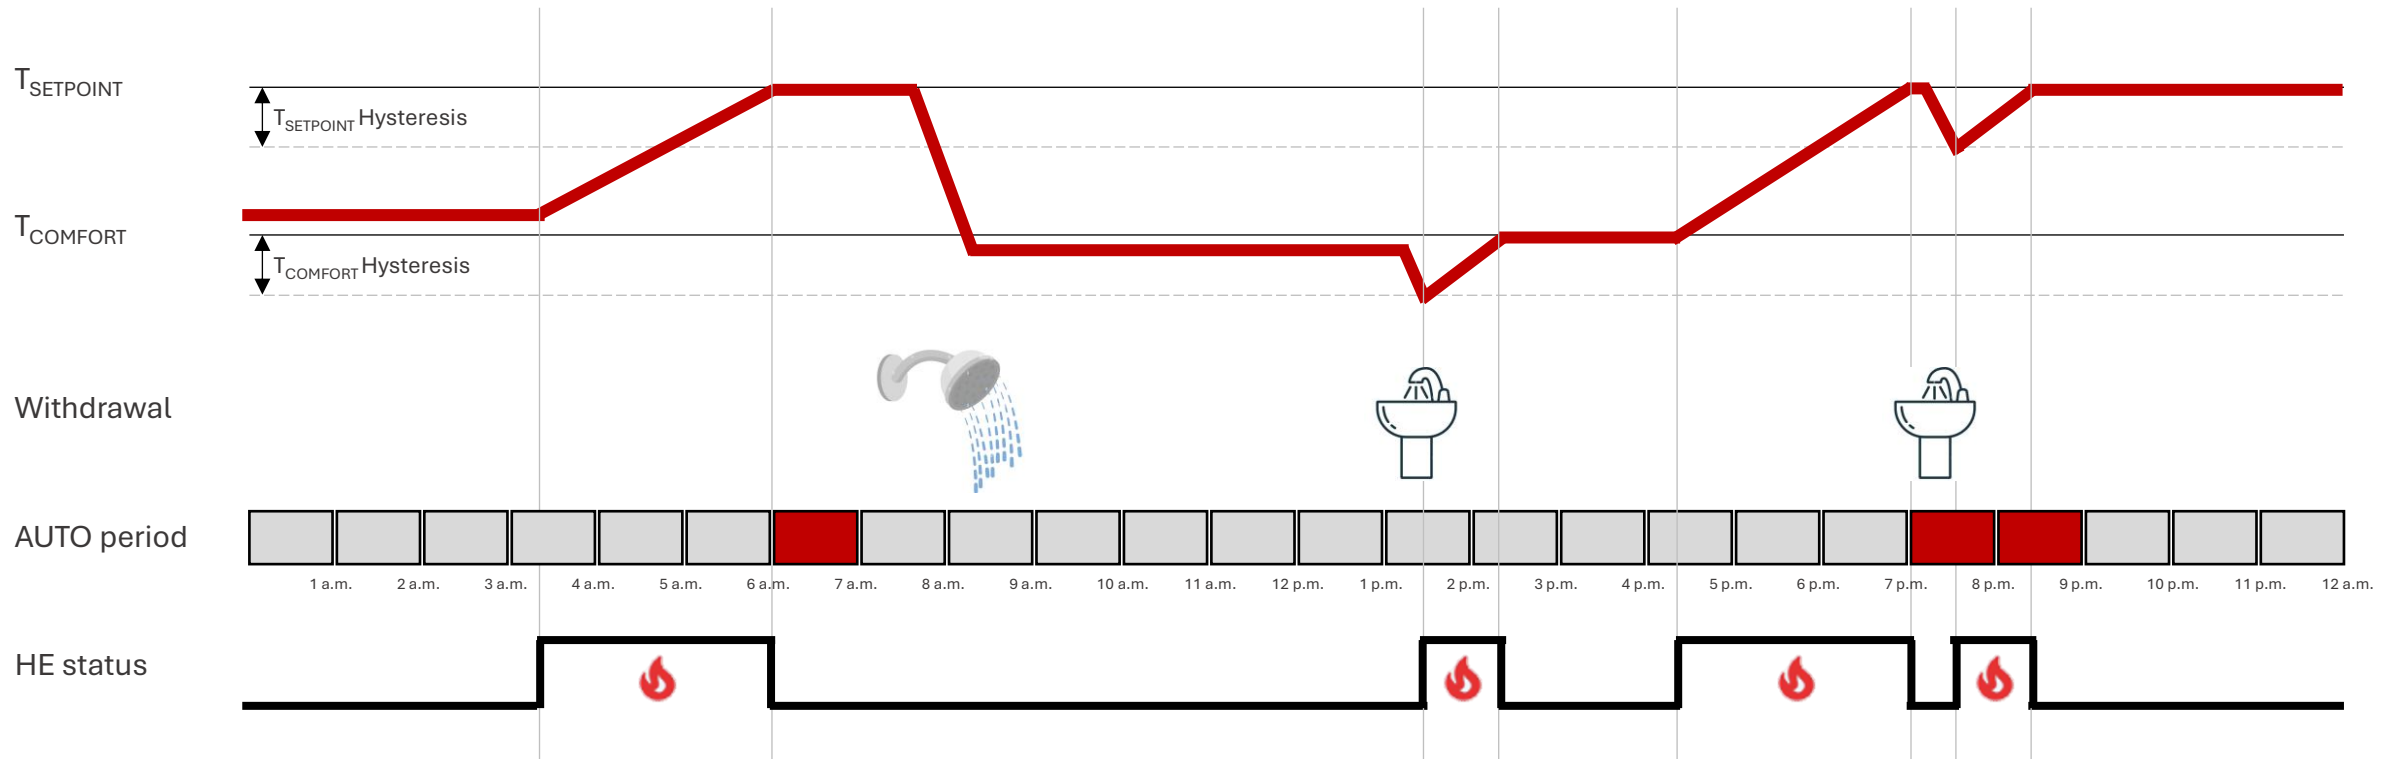 TSETPOINT
TSETPOINT Hysteresis
TCOMFORT
TCOMFORT Hysteresis
Withdrawal
AUTO period
1 a.m. 2 a.m. 3 a.m. 4 a.m. 5 a.m. 6 a.m. 7 a.m. 8 a.m. 9 a.m. 10 a.m. 11 a.m. 12 p.m. 1 p.m. 2 p.m. 3 p.m. 4 p.m. 5 p.m. 6 p.m. 7 p.m. 8 p.m. 9 p.m. 10 p.m. 11 p.m. 12 a.m.
HE status